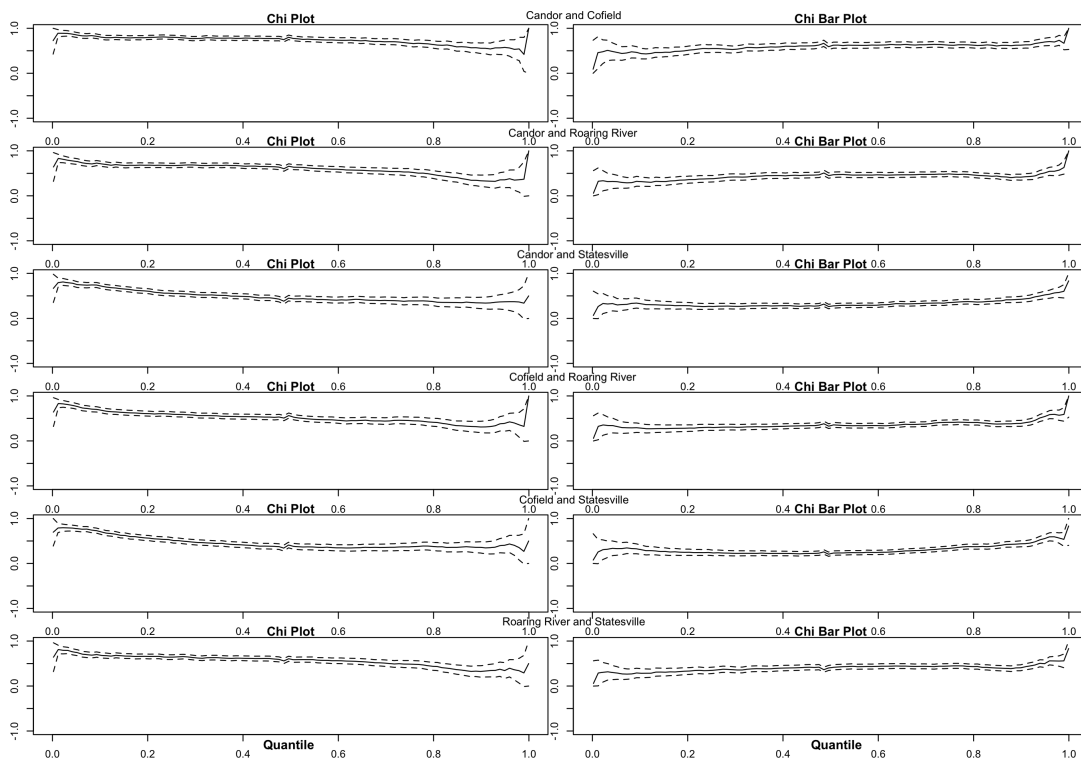 Candor and Cofield
Chi Plot Chi Bar Plot
1.0 1.0
0.0 0.0
-1.0 -1.0
Candor and Roaring River
0.0 0.2 0.4 0.6 0.8 1.0 0.0 0.2 0.4 0.6 0.8 1.0
Chi Plot Chi Bar Plot
1.0 1.0
0.0 0.0
-1.0 -1.0
Candor and Statesville
0.0 0.2 0.4 0.6 0.8 1.0 0.0 0.2 0.4 0.6 0.8 1.0
Chi Plot Chi Bar Plot
1.0 1.0
0.0 0.0
-1.0 -1.0
Cofield and Roaring River
0.0 0.2 0.4 0.6 0.8 1.0 0.0 0.2 0.4 0.6 0.8 1.0
Chi Plot Chi Bar Plot
1.0 1.0
0.0 0.0
-1.0 -1.0
Cofield and Statesville
0.0 0.2 0.4 0.6 0.8 1.0 0.0 0.2 0.4 0.6 0.8 1.0
Chi Plot Chi Bar Plot
1.0 1.0
0.0 0.0
-1.0 -1.0
Roaring River and Statesville
0.0 0.2 0.4 0.6 0.8 1.0 0.0 0.2 0.4 0.6 0.8 1.0
Chi Plot Chi Bar Plot
1.0 1.0
0.0 0.0
-1.0 -1.0
Quantile Quantile
0.0 0.2 0.4 0.6 0.8 1.0 0.0 0.2 0.4 0.6 0.8 1.0